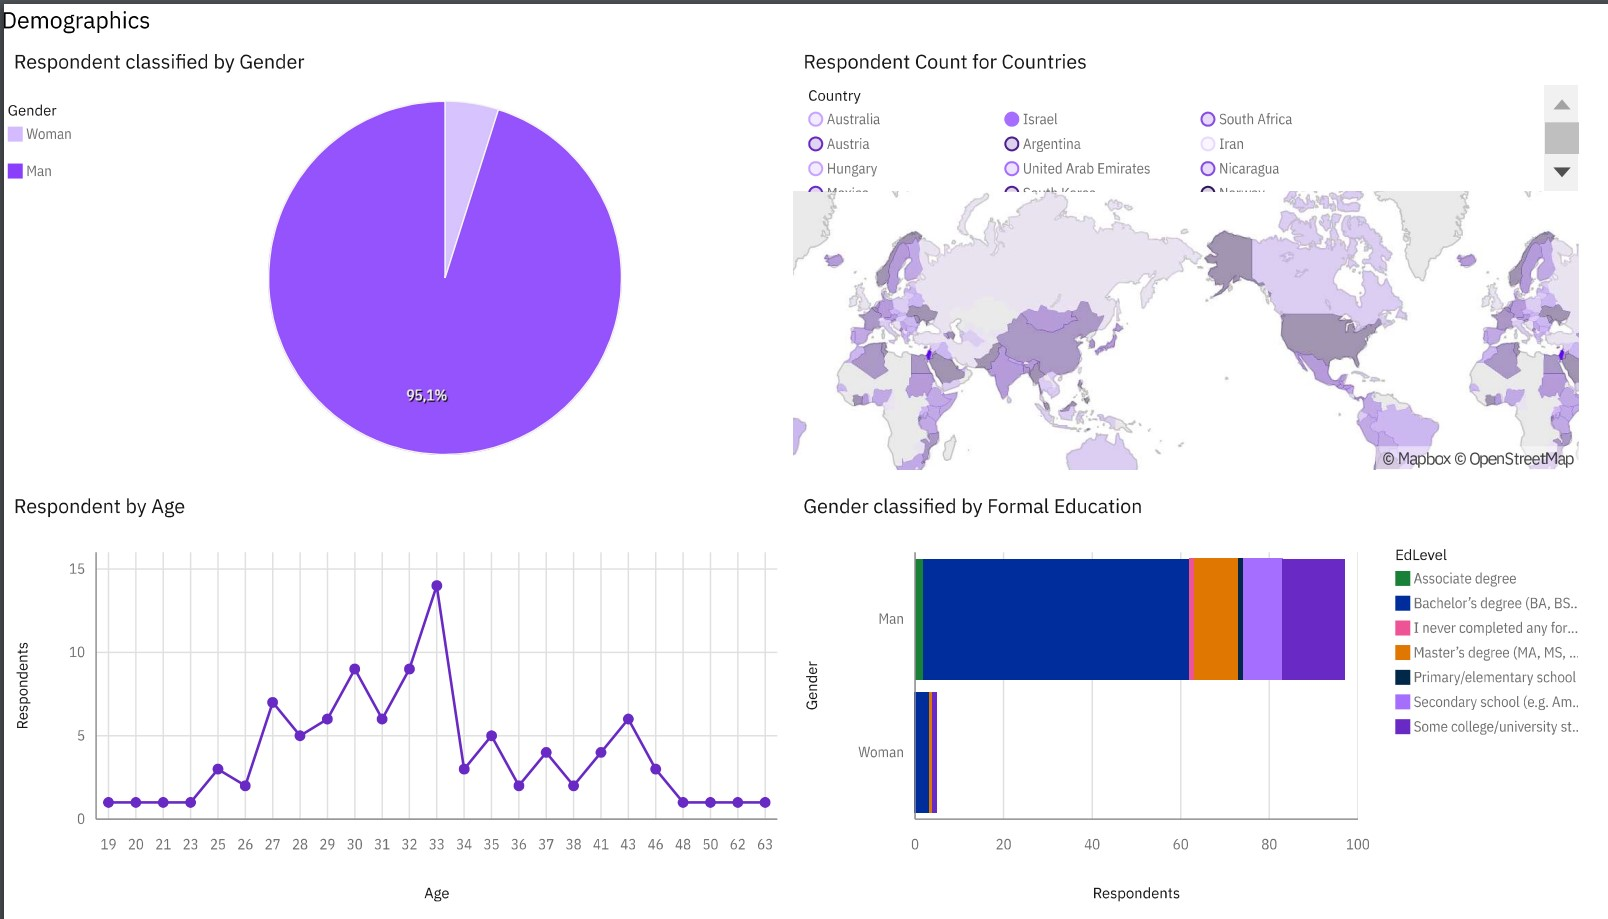 Demographics
Respondent classified by Gender
Gender
Woman
Man
95,1%
Respondent Count for Countries
Country
Australia
Israel
South Africa
Austria
Argentina
Iran
Hungary
United Arab Emirates
Nicaragua
Mexico
South Korea
Norway
© Mapbox © OpenStreetMap
Respondent by Age
Respondents
15
10
5
0
19 20 21 23 25 26 27 28 29 30 31 32 33 34 35 36 37 38 41 43 46 48 50 62 63
Age
Gender classified by Formal Education
Gender
Man
Woman
0 20 40 60 80 100
Respondents
EdLevel
Associate degree
Bachelor’s degree (BA, BS..
I never completed any for...
Master’s degree (MA, MS, ...
Primary/elementary school
Secondary school (e.g. Am..
Some college/university st..